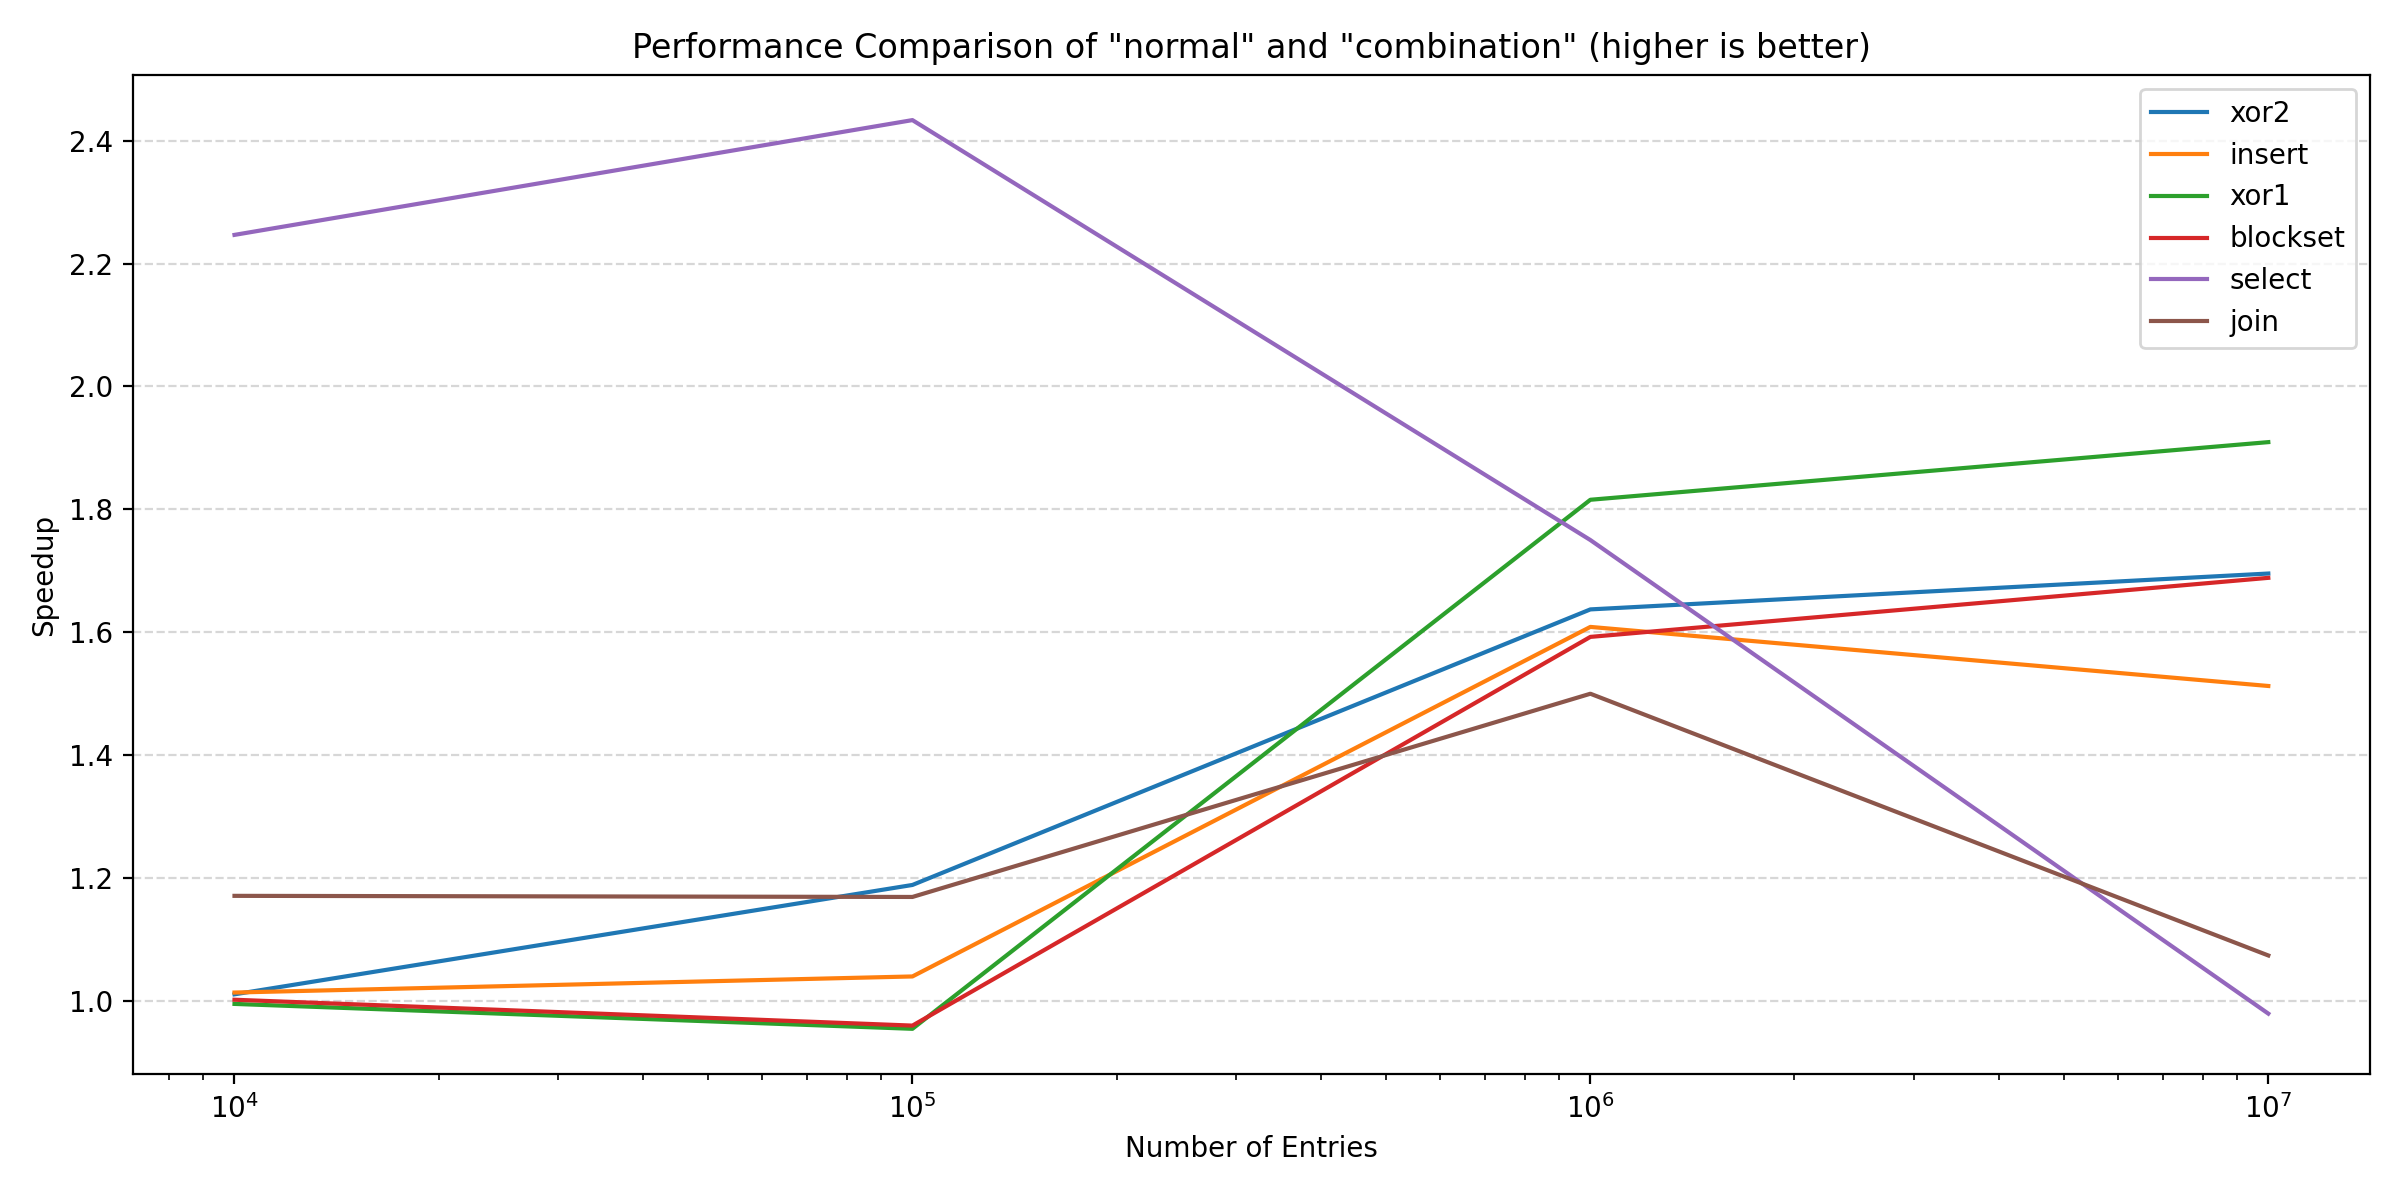 Performance Comparison of "normal" and "combination" (higher is better)
xor2
insert
xor1
blockset
select
join
Speedup
2.4
2.2
2.0
1.8
1.6
1.4
1.2
1.0
10⁴ 10⁵ 10⁶ 10⁷
Number of Entries